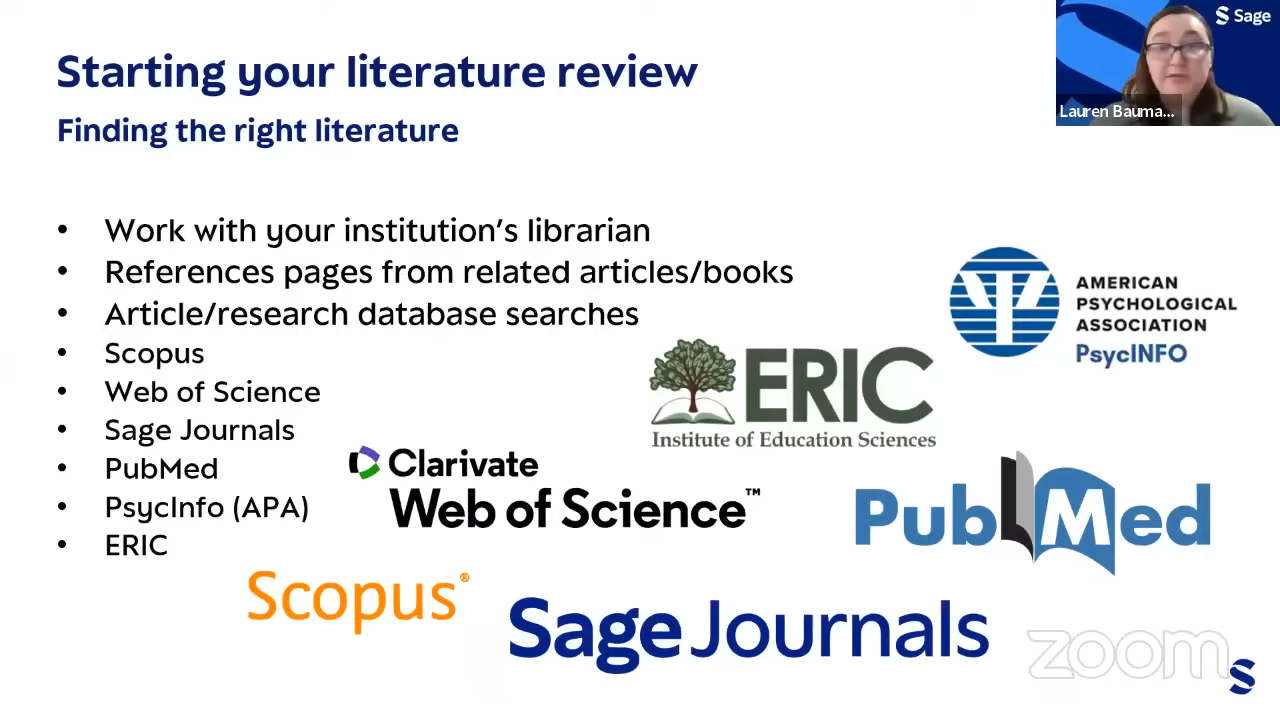 Starting your literature review
Finding the right literature
Sage
Lauren Bauma...
• Work with your institution's librarian
• References pages from related articles/books
• Article/research database searches
• Scopus
• Web of Science
• Sage Journals
• PubMed
• PsycInfo (APA)
• ERIC
AMERICAN
PSYCHOLOGICAL
ASSOCIATION
PsycINFO
ERIC
Institute of Education Sciences
Clarivate
Web of Science™
PubMed
Scopus®
Sage Journals
zoom